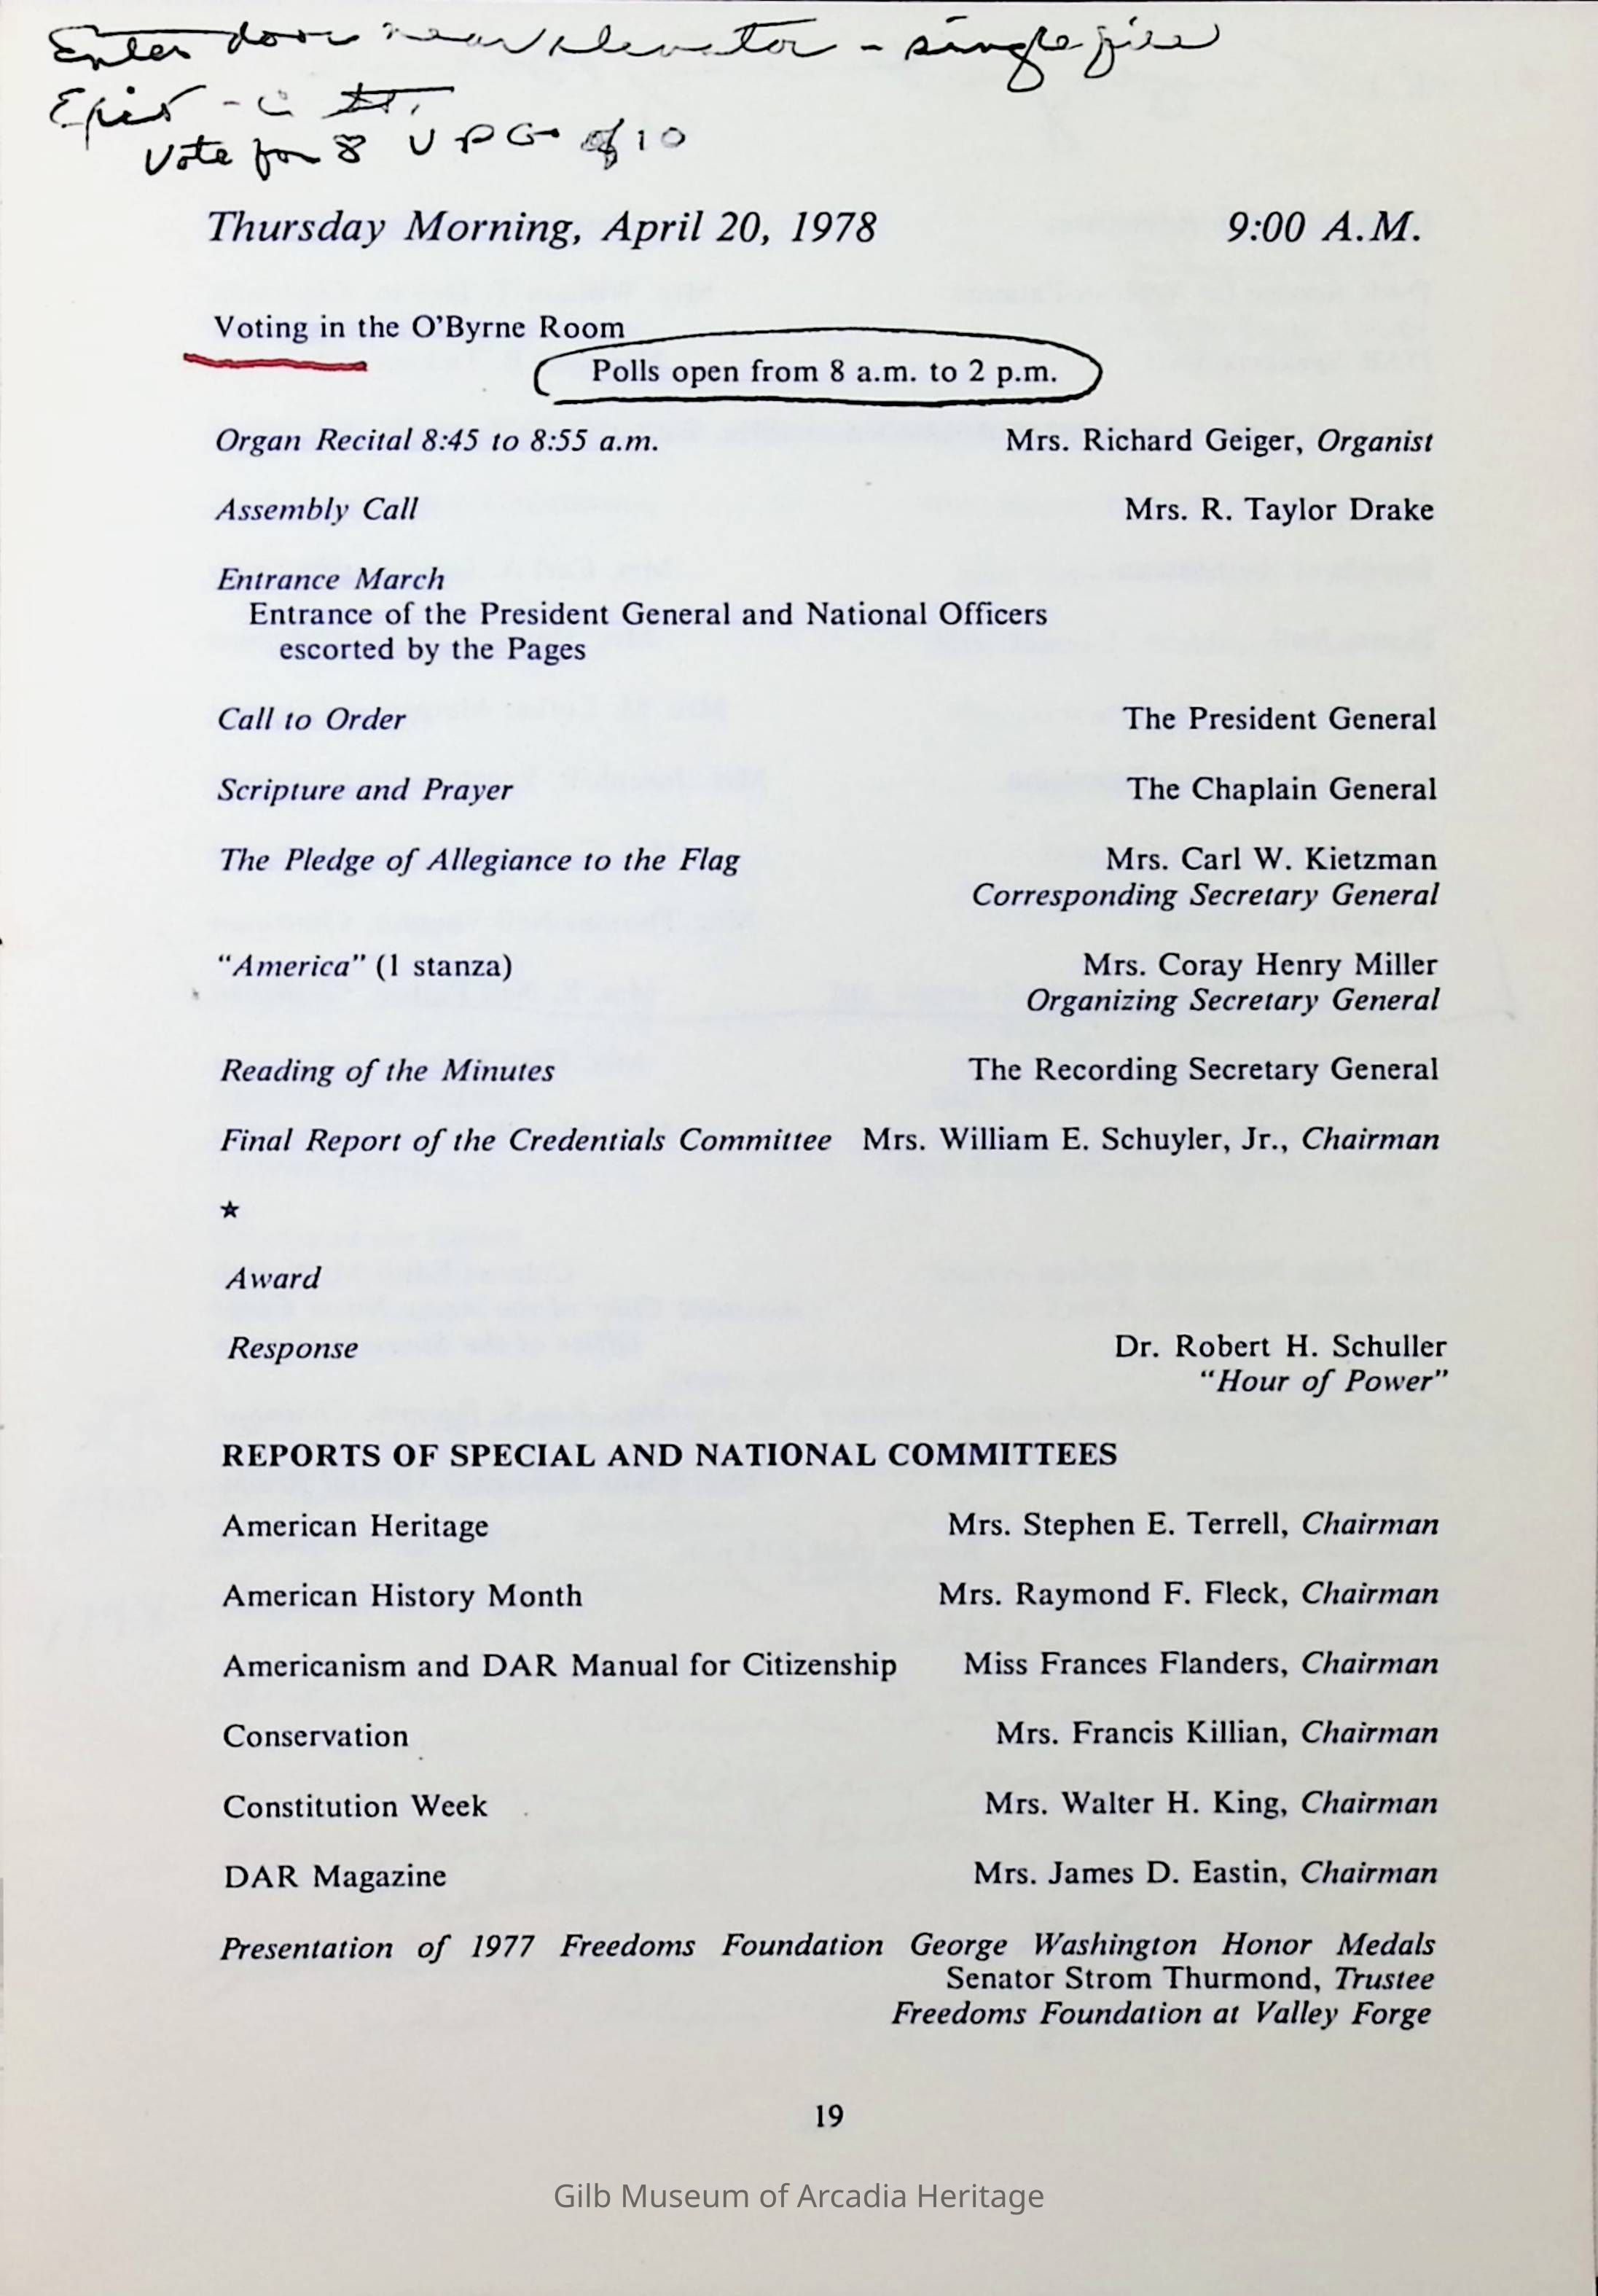 Enter door near elevator - single file
Exit - C St.
Vote for 8 VPG of 10
Thursday Morning, April 20, 1978 9:00 A.M.
Voting in the O'Byrne Room
Polls open from 8 a.m. to 2 p.m.
Organ Recital 8:45 to 8:55 a.m. Mrs. Richard Geiger, Organist
Assembly Call Mrs. R. Taylor Drake
Entrance March
Entrance of the President General and National Officers
escorted by the Pages
Call to Order The President General
Scripture and Prayer The Chaplain General
The Pledge of Allegiance to the Flag Mrs. Carl W. Kietzman
Corresponding Secretary General
"America" (1 stanza) Mrs. Coray Henry Miller
Organizing Secretary General
Reading of the Minutes The Recording Secretary General
Final Report of the Credentials Committee Mrs. William E. Schuyler, Jr., Chairman
★
Award
Response Dr. Robert H. Schuller
"Hour of Power"
REPORTS OF SPECIAL AND NATIONAL COMMITTEES
American Heritage Mrs. Stephen E. Terrell, Chairman
American History Month Mrs. Raymond F. Fleck, Chairman
Americanism and DAR Manual for Citizenship Miss Frances Flanders, Chairman
Conservation Mrs. Francis Killian, Chairman
Constitution Week Mrs. Walter H. King, Chairman
DAR Magazine Mrs. James D. Eastin, Chairman
Presentation of 1977 Freedoms Foundation George Washington Honor Medals
Senator Strom Thurmond, Trustee
Freedoms Foundation at Valley Forge
19
Gilb Museum of Arcadia Heritage